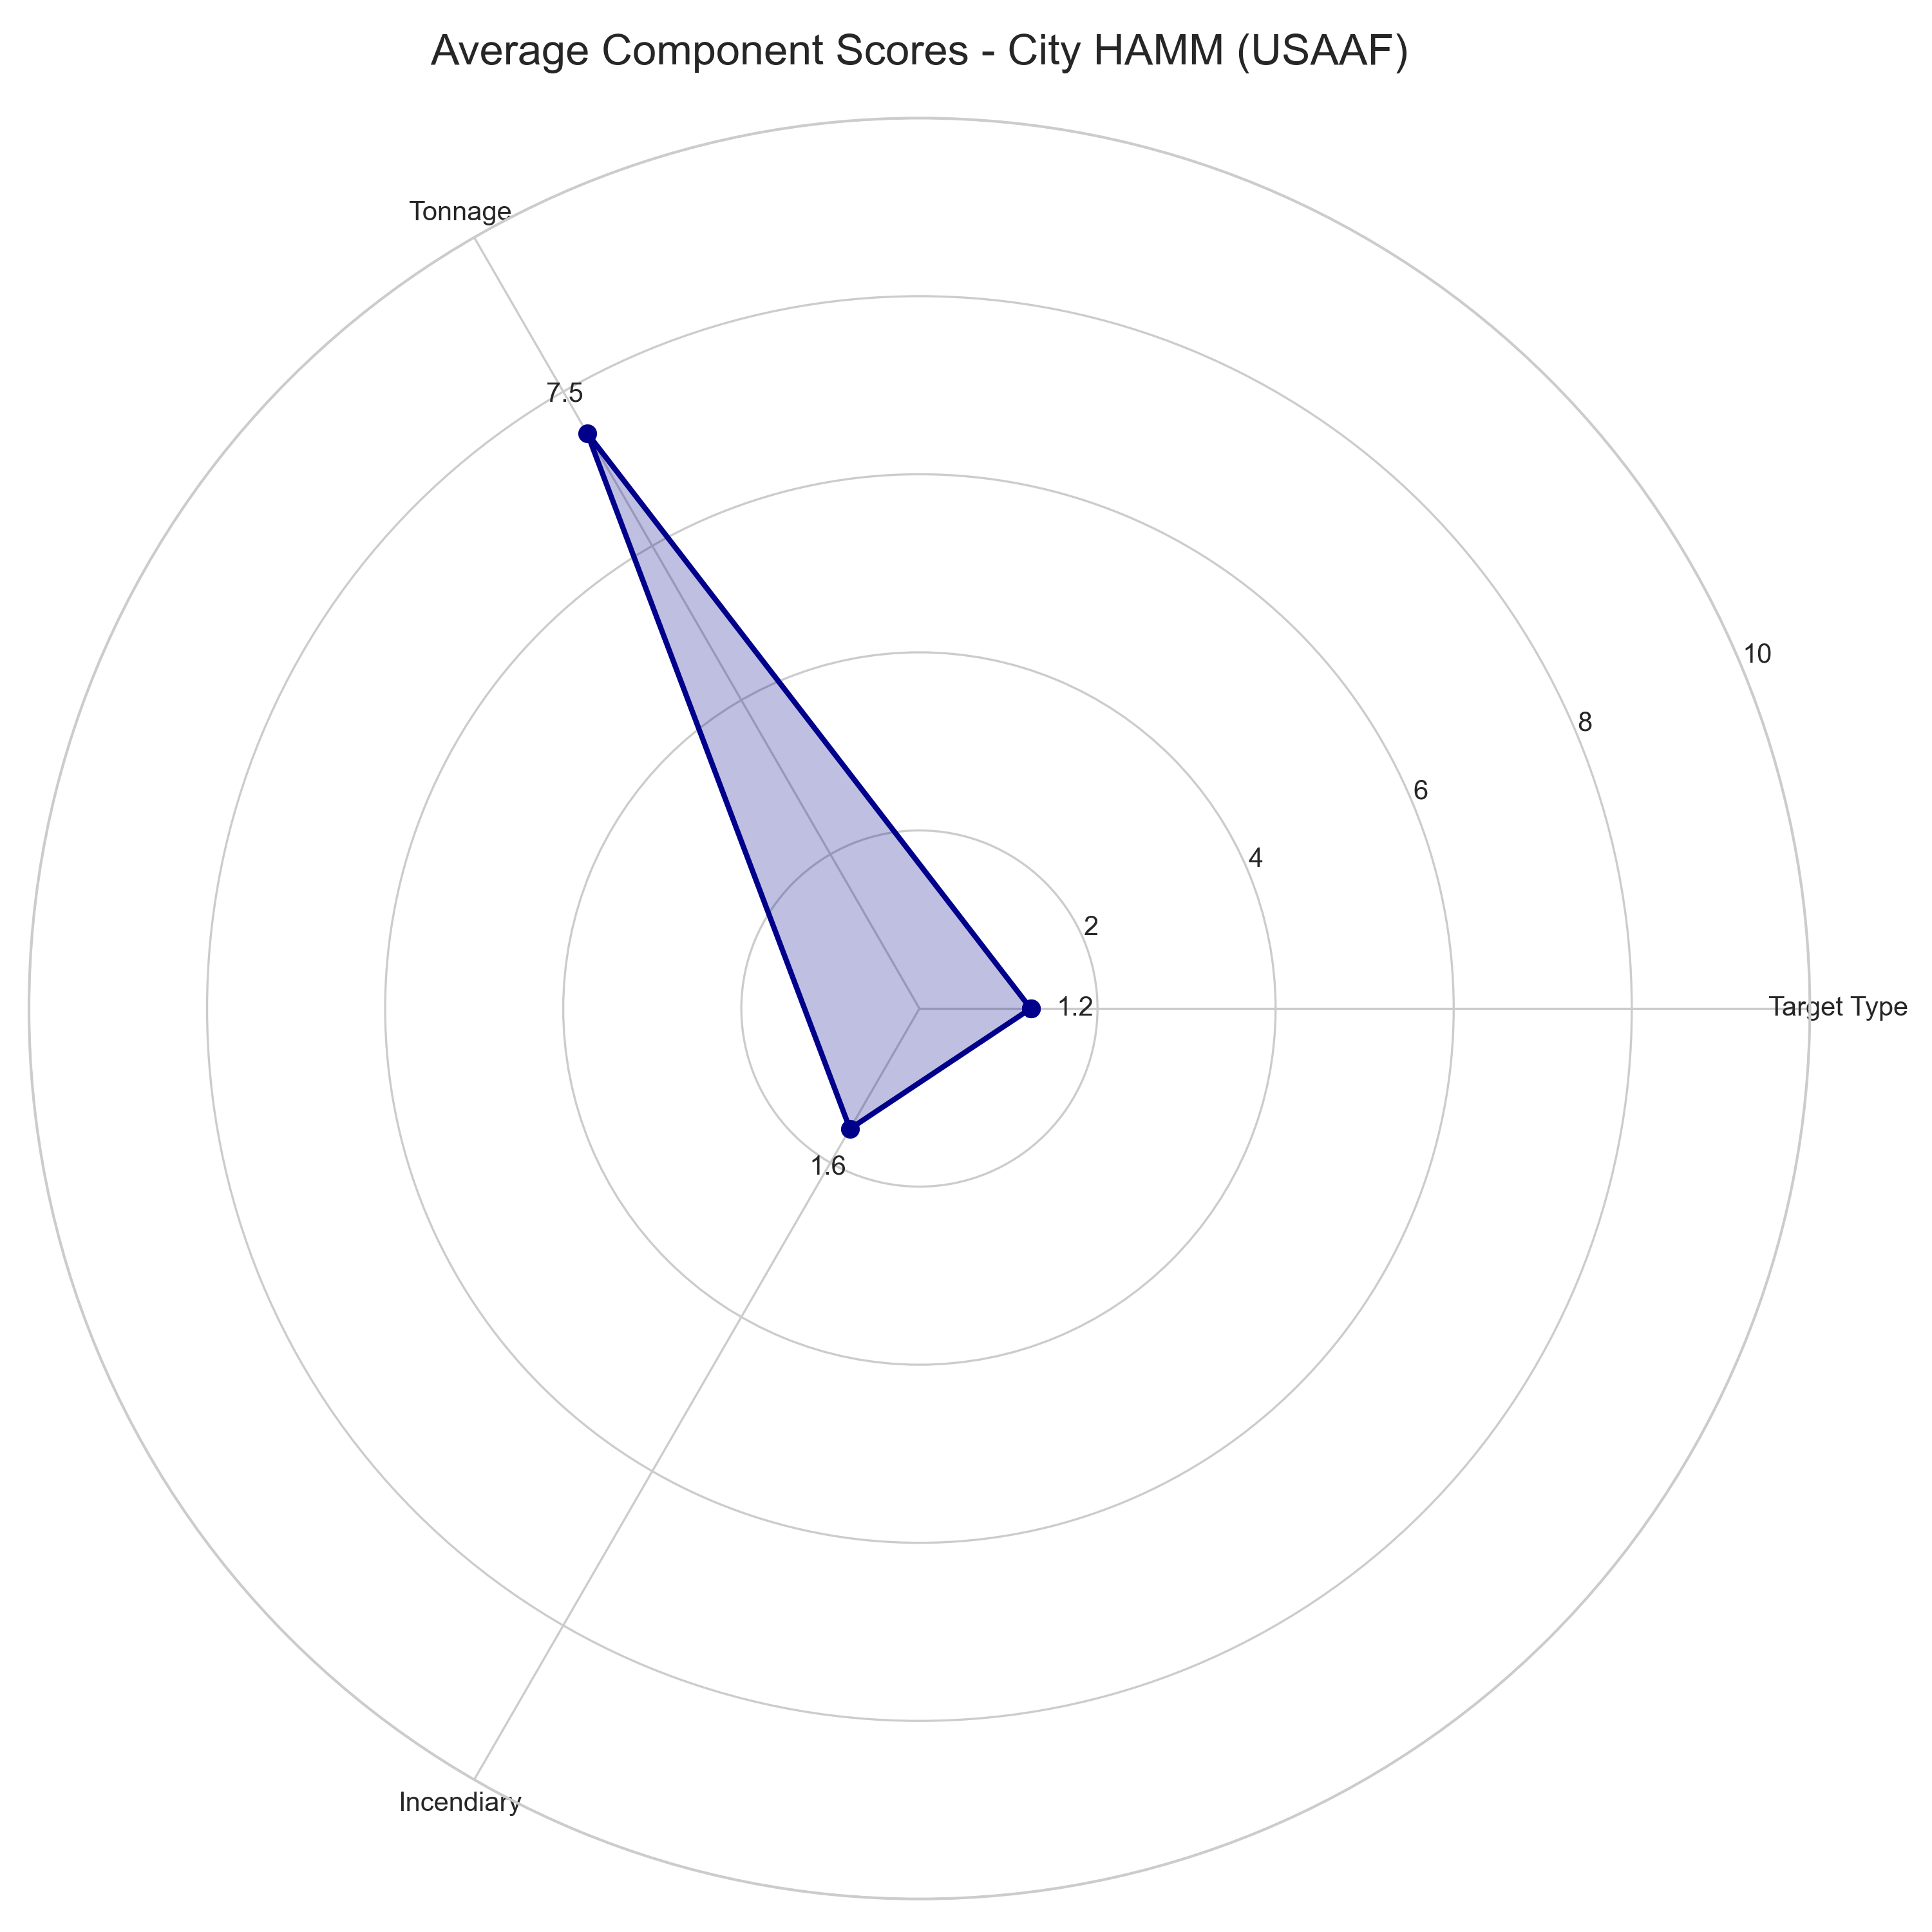 Average Component Scores - City HAMM (USAAF)
Tonnage
7.5
10
8
6
4
2
1.2
Target Type
1.6
Incendiary